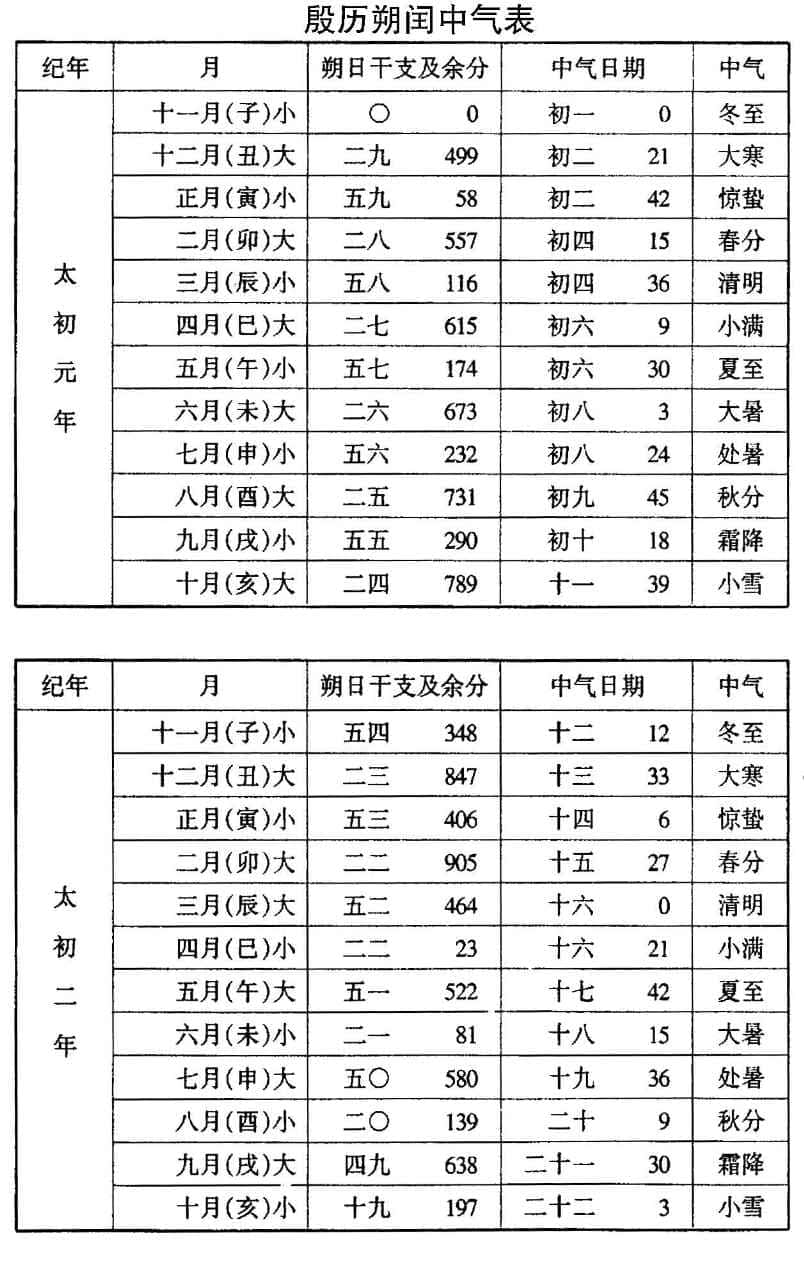 殷历朔闰中气表
纪年 月 朔日干支及余分 中气日期 中气
太初元年
十一月(子)小 〇 0 初一 0 冬至
十二月(丑)大 二九 499 初二 21 大寒
正月(寅)小 五九 58 初二 42 惊蛰
二月(卯)大 二八 557 初四 15 春分
三月(辰)小 五八 116 初四 36 清明
四月(巳)大 二七 615 初六 9 小满
五月(午)小 五七 174 初六 30 夏至
六月(未)大 二六 673 初八 3 大暑
七月(申)小 五六 232 初八 24 处暑
八月(酉)大 二五 731 初九 45 秋分
九月(戌)小 五五 290 初十 18 霜降
十月(亥)大 二四 789 十一 39 小雪
纪年 月 朔日干支及余分 中气日期 中气
太初二年
十一月(子)小 五四 348 十二 12 冬至
十二月(丑)大 二三 847 十三 33 大寒
正月(寅)小 五三 406 十四 6 惊蛰
二月(卯)大 二二 905 十五 27 春分
三月(辰)大 五二 464 十六 0 清明
四月(巳)小 二二 23 十六 21 小满
五月(午)大 五一 522 十七 42 夏至
六月(未)小 二一 81 十八 15 大暑
七月(申)大 五〇 580 十九 36 处暑
八月(酉)小 二〇 139 二十 9 秋分
九月(戌)大 四九 638 二十一 30 霜降
十月(亥)小 十九 197 二十二 3 小雪